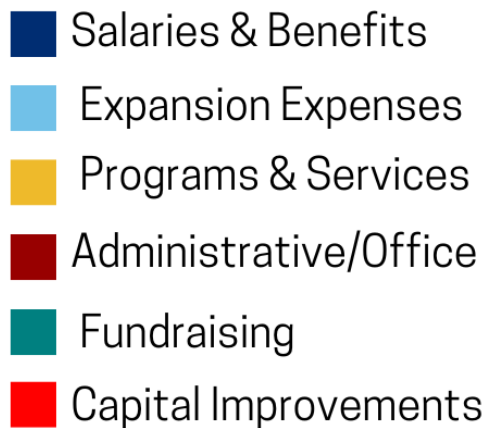 Salaries & Benefits
Expansion Expenses
Programs & Services
Administrative/Office
Fundraising
Capital Improvements